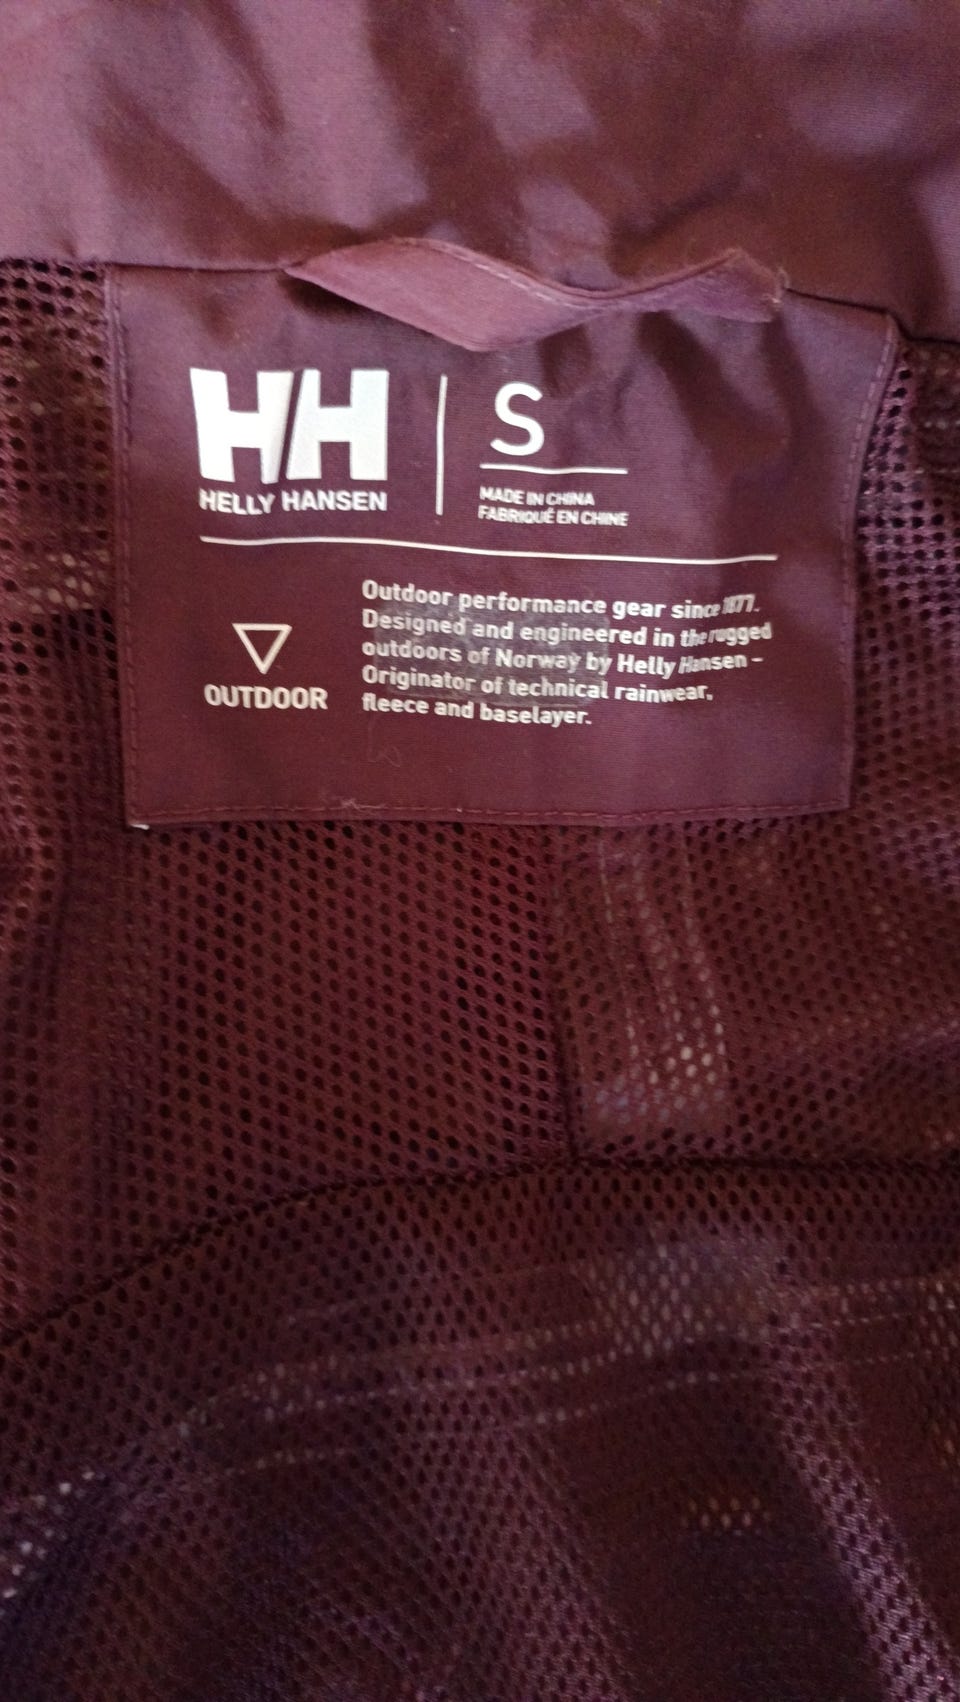 HH
HELLY HANSEN
S
MADE IN CHINA
FABRIQUÉ EN CHINE
OUTDOOR
Outdoor performance gear since 1877.
Designed and engineered in the rugged
outdoors of Norway by Helly Hansen -
Originator of technical rainwear,
fleece and baselayer.